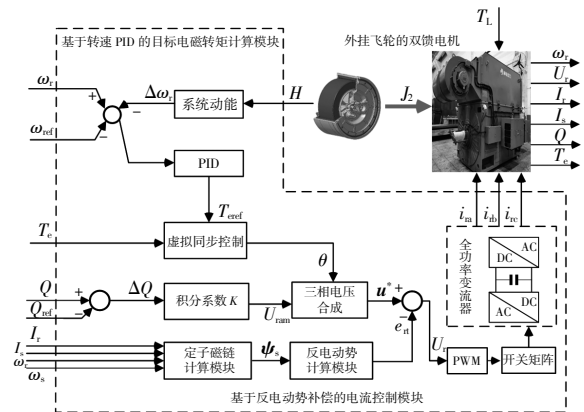 T_L
基于转速 PID 的目标电磁转矩计算模块
外挂飞轮的双馈电机
ω_r
ω_r
+
Δω_r
系统动能
H
J_2
U_r
I_r
I_s
Q
T_e
−
−
ω_ref
PID
T_eref
i_ra
i_rb
i_rc
T_e
虚拟同步控制
θ
全功率变流器
AC
DC
Q
+
ΔQ
积分系数 K
U_ram
三相电压合成
u*
+
−
e_rt
DC
AC
Q_ref
−
I_r
I_s
ω_s
定子磁链计算模块
ψ_s
反电动势计算模块
U_r
PWM
开关矩阵
基于反电动势补偿的电流控制模块